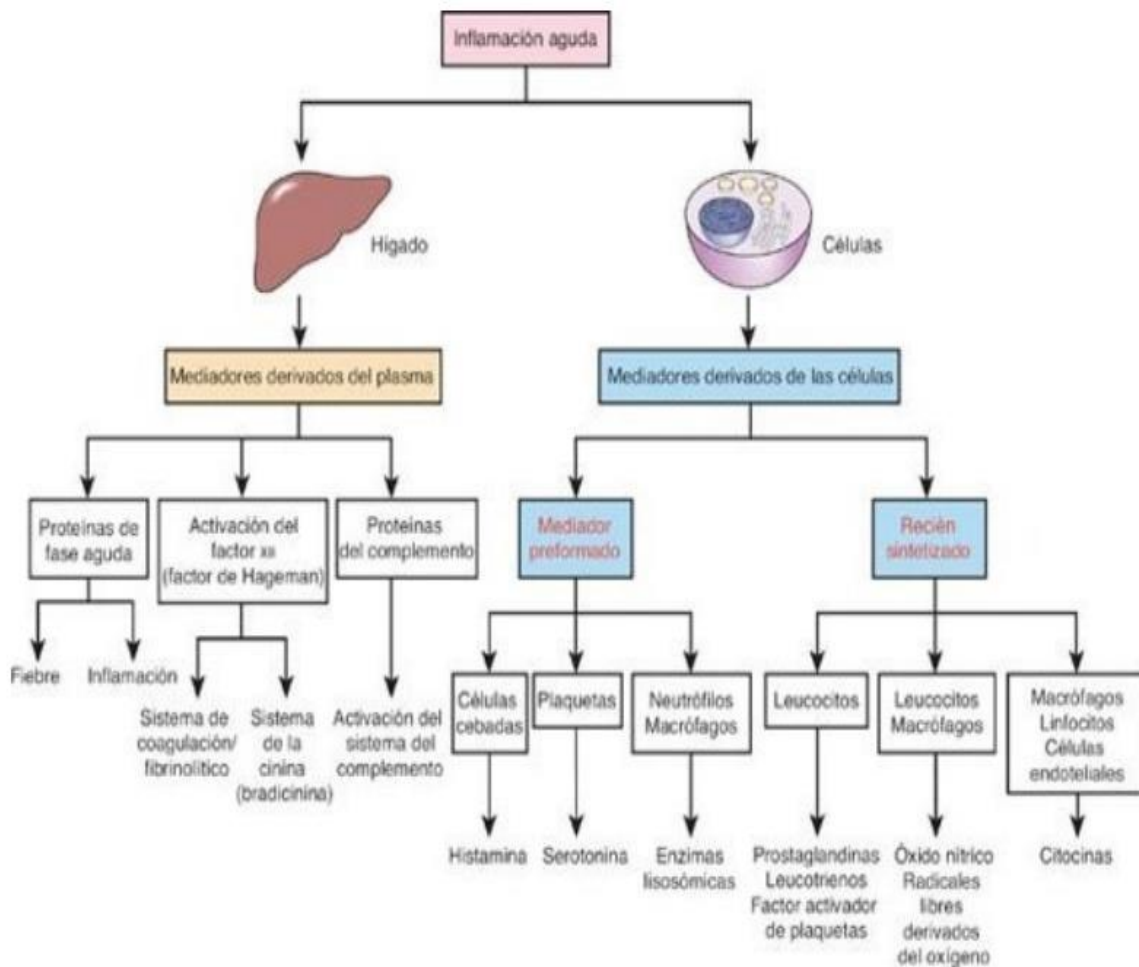 Inflamación aguda
Hígado
Células
Mediadores derivados del plasma
Mediadores derivados de las células
Proteínas de
fase aguda
Activación del
factor XII
(factor de Hageman)
Proteínas
del complemento
Mediador
preformado
Recién
sintetizado
Fiebre
Inflamación
Sistema de
coagulación/
fibrinolítico
Sistema
de la
cinina
(bradicinina)
Activación del
sistema del
complemento
Células
cebadas
Plaquetas
Neutrófilos
Macrófagos
Leucocitos
Leucocitos
Macrófagos
Macrófagos
Linfocitos
Células
endoteliales
Histamina
Serotonina
Enzimas
lisosómicas
Prostaglandinas
Leucotrienos
Factor activador
de plaquetas
Óxido nítrico
Radicales
libres
derivados
del oxígeno
Citocinas